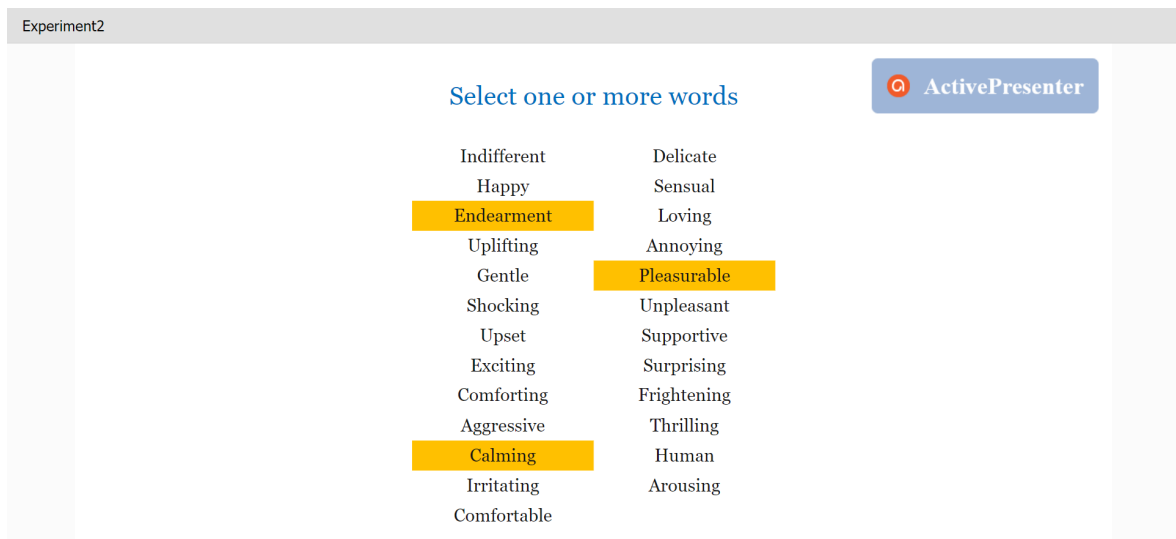 Experiment2
ActivePresenter
Select one or more words
Indifferent Delicate
Happy Sensual
Endearment Loving
Uplifting Annoying
Gentle Pleasurable
Shocking Unpleasant
Upset Supportive
Exciting Surprising
Comforting Frightening
Aggressive Thrilling
Calming Human
Irritating Arousing
Comfortable